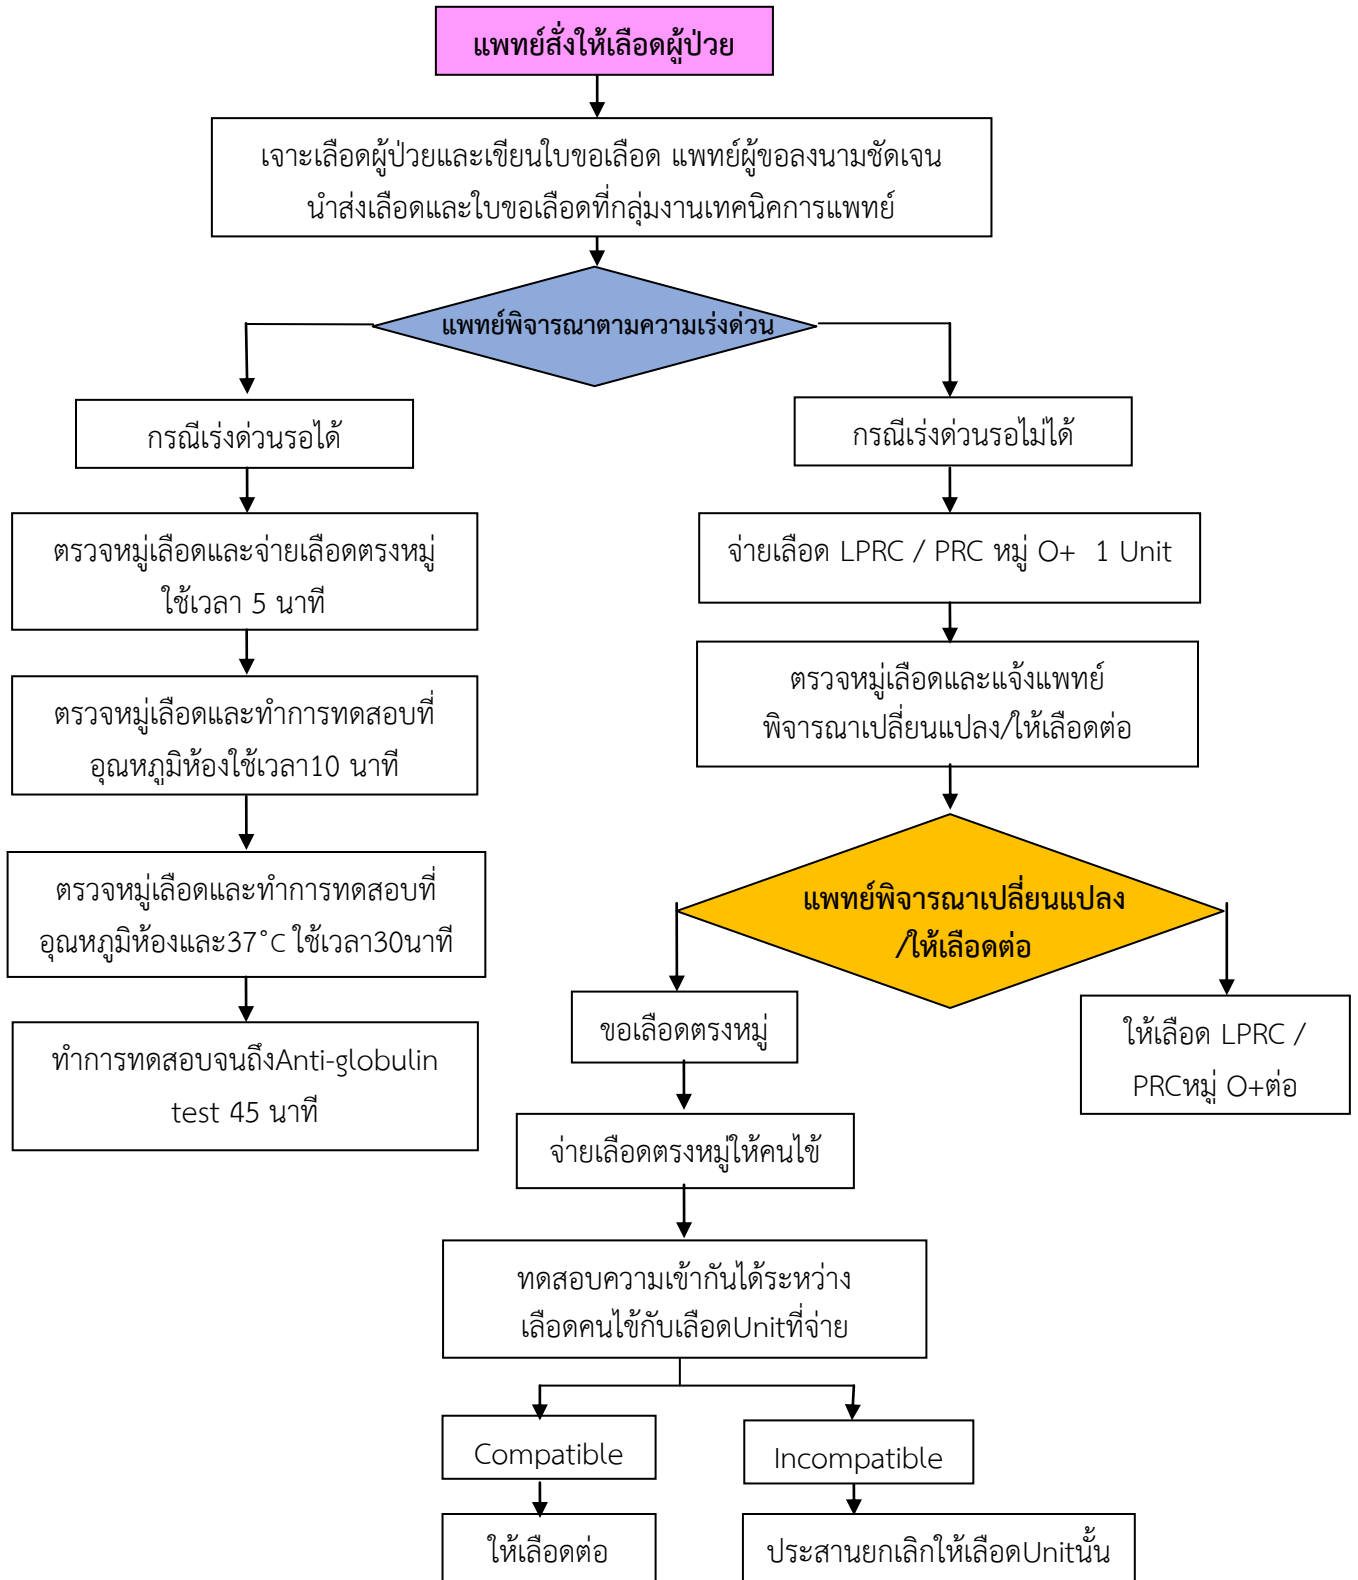 แพทย์สั่งให้เลือดผู้ป่วย
เจาะเลือดผู้ป่วยและเขียนใบขอเลือด แพทย์ผู้ขอลงนามชัดเจน
นำส่งเลือดและใบขอเลือดที่กลุ่มงานเทคนิคการแพทย์
แพทย์พิจารณาตามความเร่งด่วน
กรณีเร่งด่วนรอได้
ตรวจหมู่เลือดและจ่ายเลือดตรงหมู่
ใช้เวลา 5 นาที
ตรวจหมู่เลือดและทำการทดสอบที่
อุณหภูมิห้องใช้เวลา10 นาที
ตรวจหมู่เลือดและทำการทดสอบที่
อุณหภูมิห้องและ37°C ใช้เวลา30นาที
ทำการทดสอบจนถึงAnti-globulin
test 45 นาที
กรณีเร่งด่วนรอไม่ได้
จ่ายเลือด LPRC / PRC หมู่ O+ 1 Unit
ตรวจหมู่เลือดและแจ้งแพทย์
พิจารณาเปลี่ยนแปลง/ให้เลือดต่อ
แพทย์พิจารณาเปลี่ยนแปลง
/ให้เลือดต่อ
ขอเลือดตรงหมู่
ให้เลือด LPRC /
PRCหมู่ O+ต่อ
จ่ายเลือดตรงหมู่ให้คนไข้
ทดสอบความเข้ากันได้ระหว่าง
เลือดคนไข้กับเลือดUnitที่จ่าย
Compatible
Incompatible
ให้เลือดต่อ
ประสานยกเลิกให้เลือดUnitนั้น